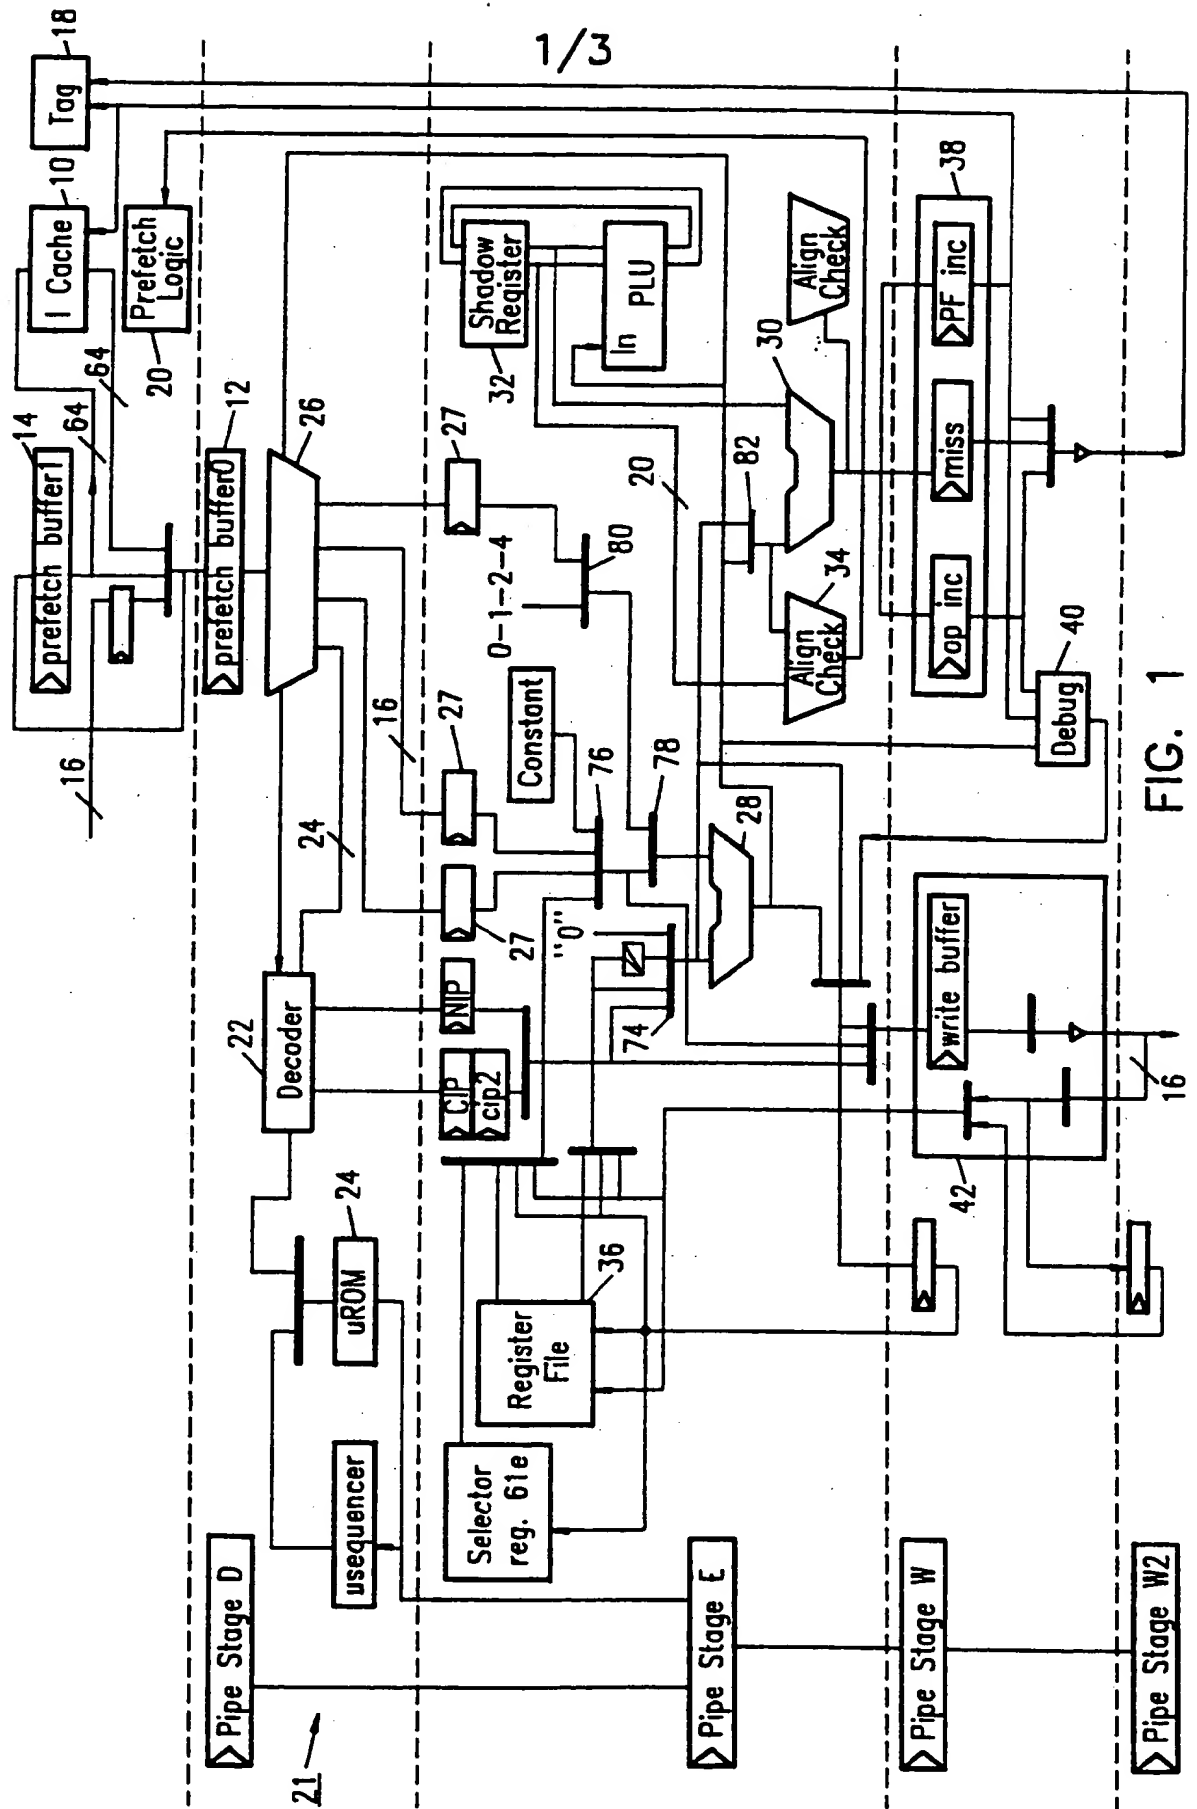 1/3
Tag
18
I Cache
10
Prefetch
Logic
20
64
64
14
prefetch buffer1
16
12
prefetch buffer0
26
22
Decoder
24
24
uROM
usequencer
Pipe Stage D
21
16
27
27
27
NIP
CIP
cip2
Constant
0-1-2-4
80
76
78
"0"
74
28
Shadow
Register
32
In
PLU
20
82
30
Align
Check
34
Align
Check
Register
File
36
Selector
reg. 61e
Pipe Stage E
38
PF inc
miss
op inc
40
Debug
write buffer
42
16
Pipe Stage W
Pipe Stage W2
FIG. 1